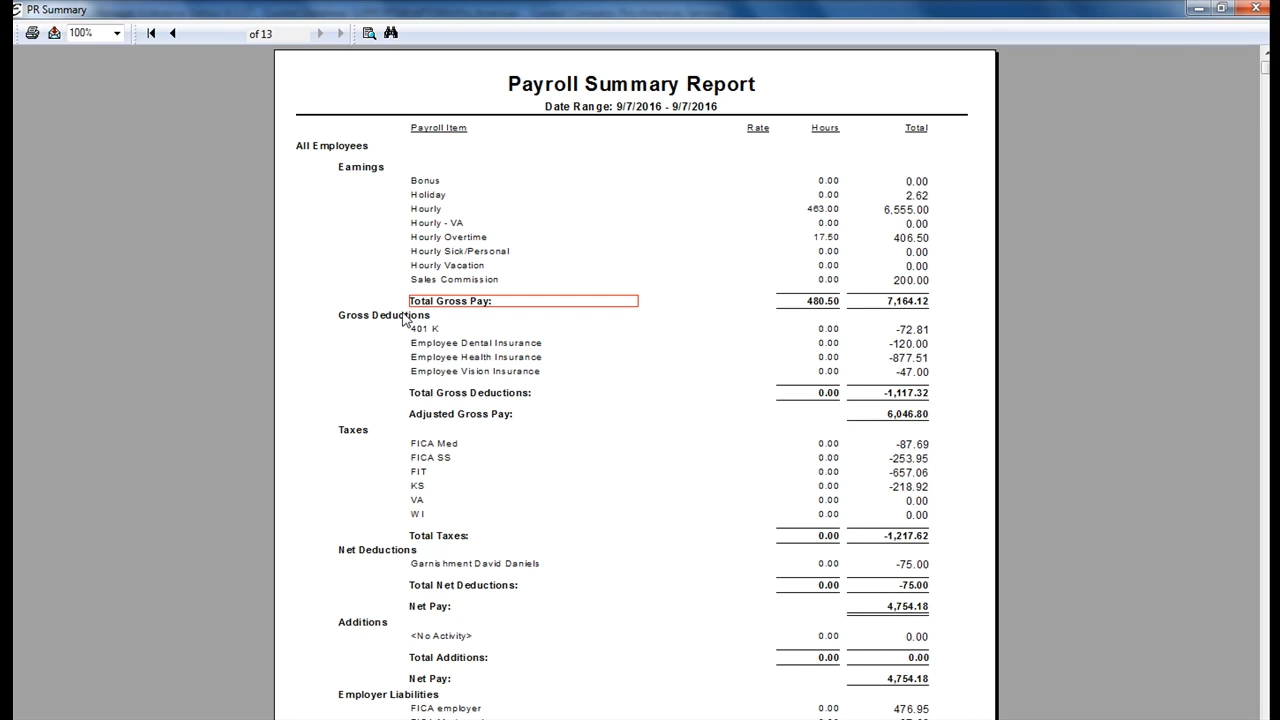 PR Summary
100% of 13
Payroll Summary Report
Date Range: 9/7/2016 - 9/7/2016
Payroll Item Rate Hours Total
All Employees
Earnings
Bonus 0.00 0.00
Holiday 0.00 2.62
Hourly 463.00 6,555.00
Hourly - VA 0.00 0.00
Hourly Overtime 17.50 406.50
Hourly Sick/Personal 0.00 0.00
Hourly Vacation 0.00 0.00
Sales Commission 0.00 200.00
Total Gross Pay: 480.50 7,164.12
Gross Deductions
401 K 0.00 -72.81
Employee Dental Insurance 0.00 -120.00
Employee Health Insurance 0.00 -877.51
Employee Vision Insurance 0.00 -47.00
Total Gross Deductions: 0.00 -1,117.32
Adjusted Gross Pay: 6,046.80
Taxes
FICA Med 0.00 -87.69
FICA SS 0.00 -253.95
FIT 0.00 -657.06
KS 0.00 -218.92
VA 0.00 0.00
WI 0.00 0.00
Total Taxes: 0.00 -1,217.62
Net Deductions
Garnishment David Daniels 0.00 -75.00
Total Net Deductions: 0.00 -75.00
Net Pay: 4,754.18
Additions
<No Activity> 0.00 0.00
Total Additions: 0.00 0.00
Net Pay: 4,754.18
Employer Liabilities
FICA employer 476.95